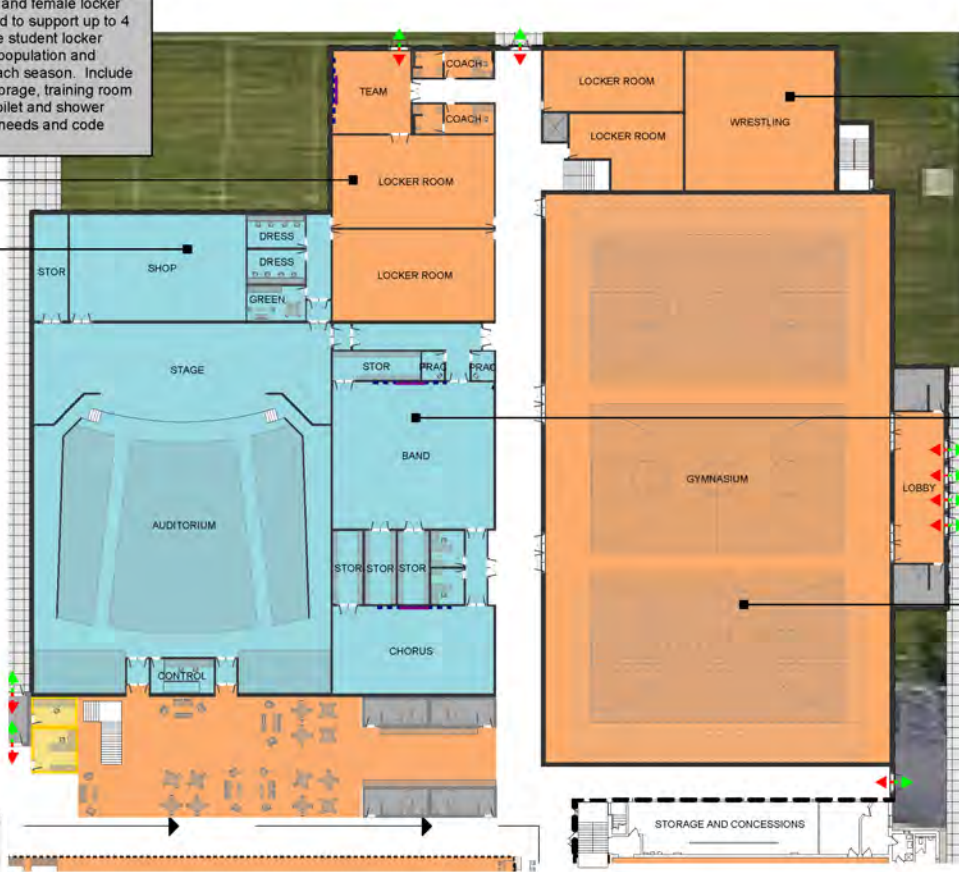 and female locker
d to support up to 4
e student locker
population and
ach season. Include
orage, training room
oilet and shower
needs and code
COACH
TEAM
COACH
LOCKER ROOM
WRESTLING
LOCKER ROOM
LOCKER ROOM
DRESS
DRESS
STOR
SHOP
GREEN
LOCKER ROOM
STAGE
STOR
PRAC
PRAC
BAND
GYMNASIUM
LOBBY
AUDITORIUM
STOR
STOR
STOR
CHORUS
CONTROL
STORAGE AND CONCESSIONS